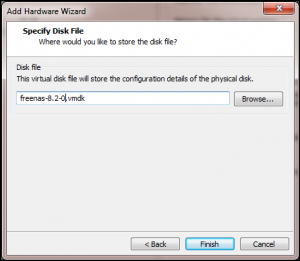 Add Hardware Wizard
Specify Disk File
Where would you like to store the disk file?
Disk file
This virtual disk file will store the configuration details of the physical disk.
freenas-8.2-0.vmdk
Browse...
< Back
Finish
Cancel